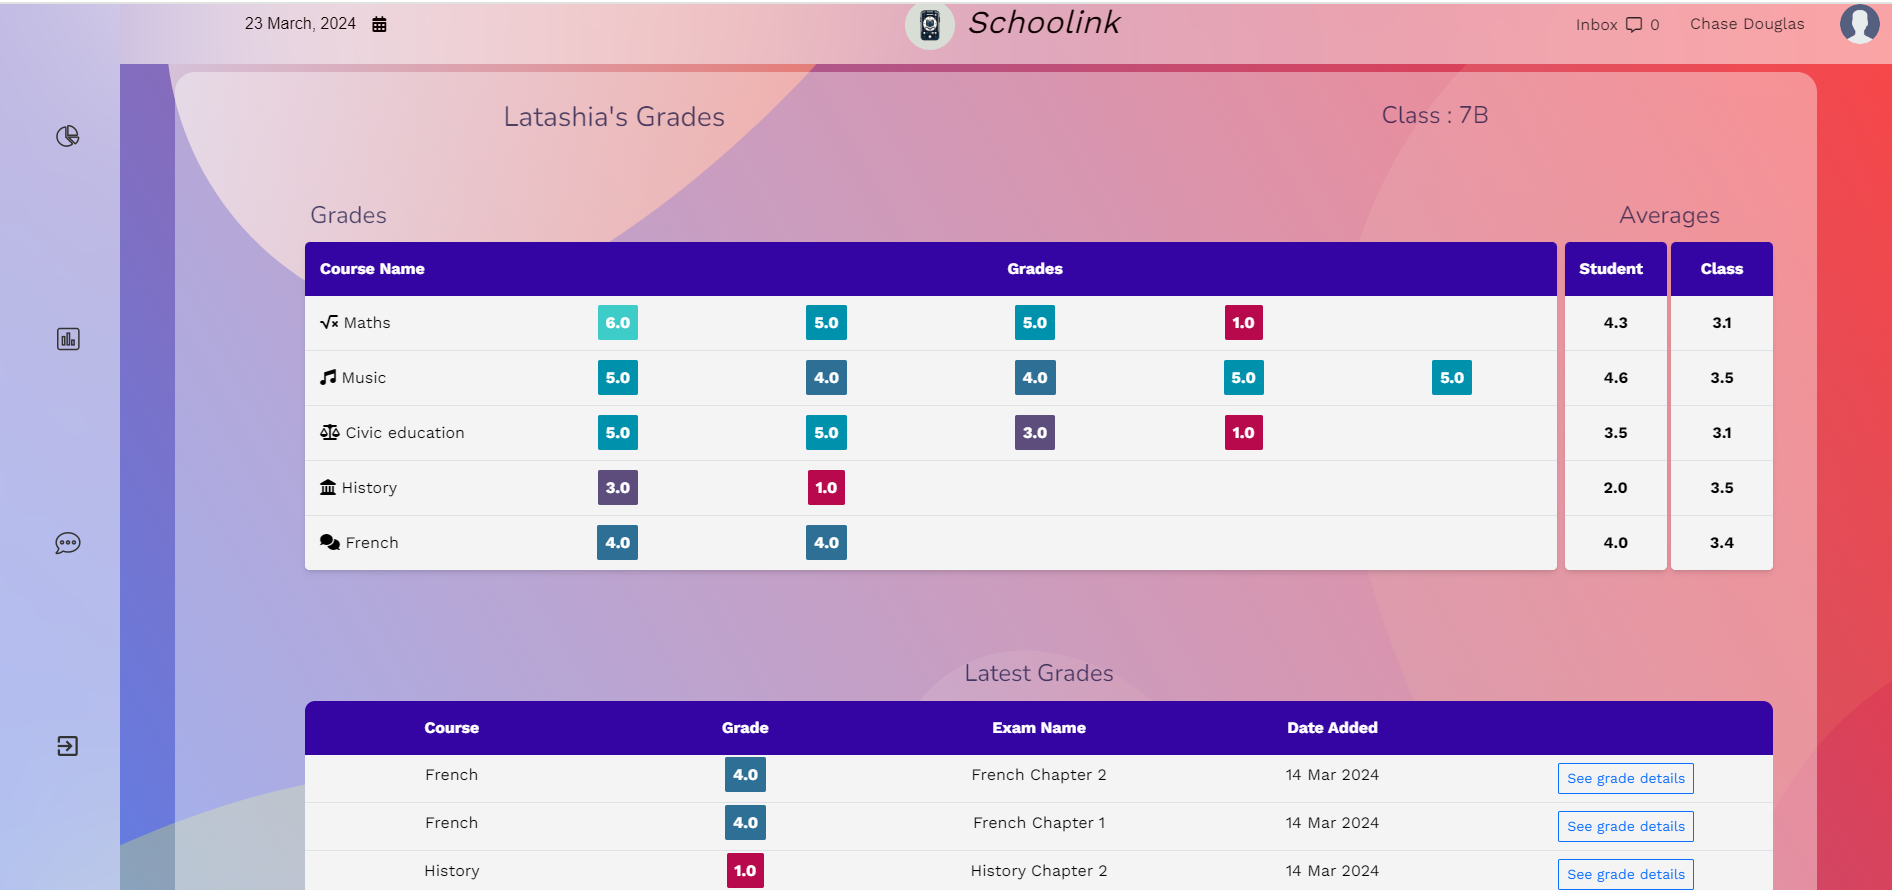 23 March, 2024
Schoolink
Inbox 0
Chase Douglas
Latashia's Grades
Class : 7B
Grades
Averages
Course Name Grades Student Class
Maths 6.0 5.0 5.0 1.0 4.3 3.1
Music 5.0 4.0 4.0 5.0 5.0 4.6 3.5
Civic education 5.0 5.0 3.0 1.0 3.5 3.1
History 3.0 1.0 2.0 3.5
French 4.0 4.0 4.0 3.4
Latest Grades
Course Grade Exam Name Date Added
French 4.0 French Chapter 2 14 Mar 2024 See grade details
French 4.0 French Chapter 1 14 Mar 2024 See grade details
History 1.0 History Chapter 2 14 Mar 2024 See grade details